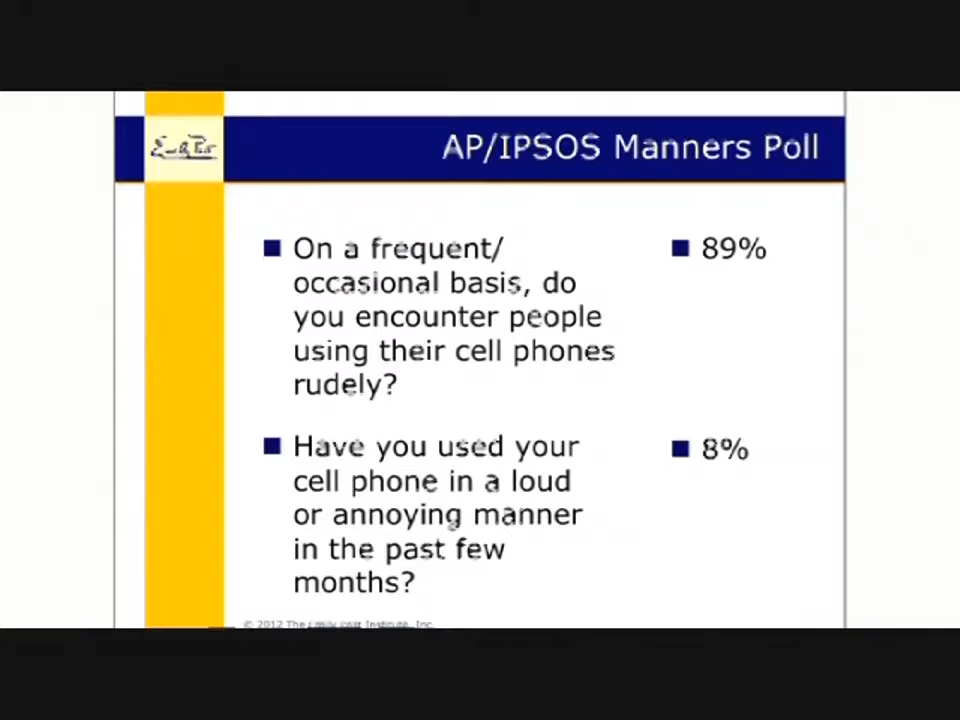 AP/IPSOS Manners Poll
On a frequent/
occasional basis, do
you encounter people
using their cell phones
rudely?
89%
Have you used your
cell phone in a loud
or annoying manner
in the past few
months?
8%
© 2012 The Emily Post Institute, Inc.